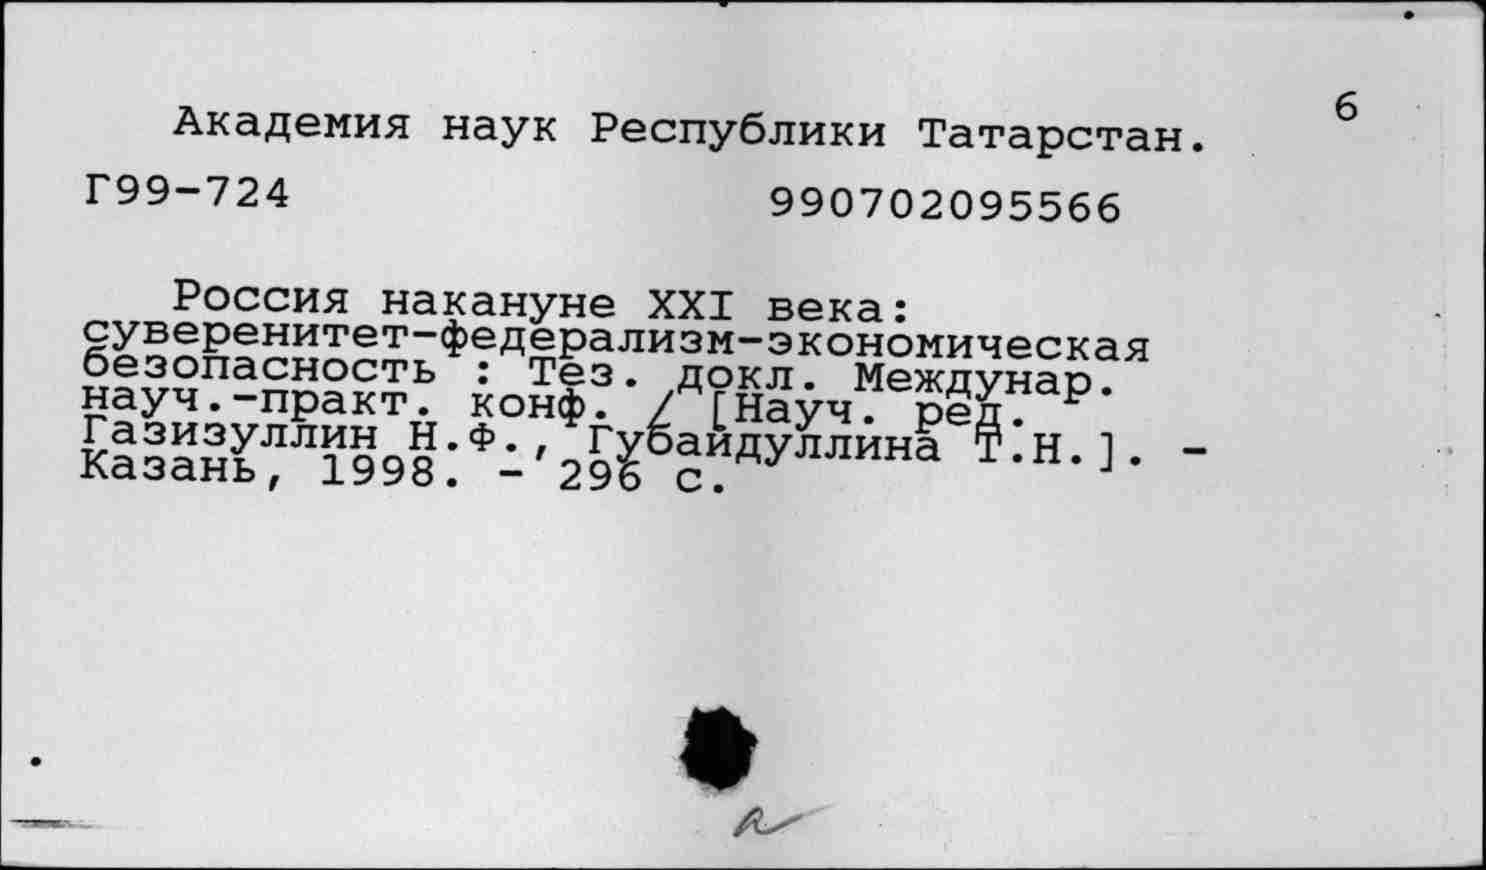 6
Академия наук Республики Татарстан.
Г99-724 990702095566
Россия накануне XXI века:
суверенитет-федерализм-экономическая
безопасность : Тез. докл. Междунар.
науч.-практ. конф. / [Науч. ред.
Газизуллин Н.Ф., Губайдуллина Т.Н.]. -
Казань, 1998. - 296 с.